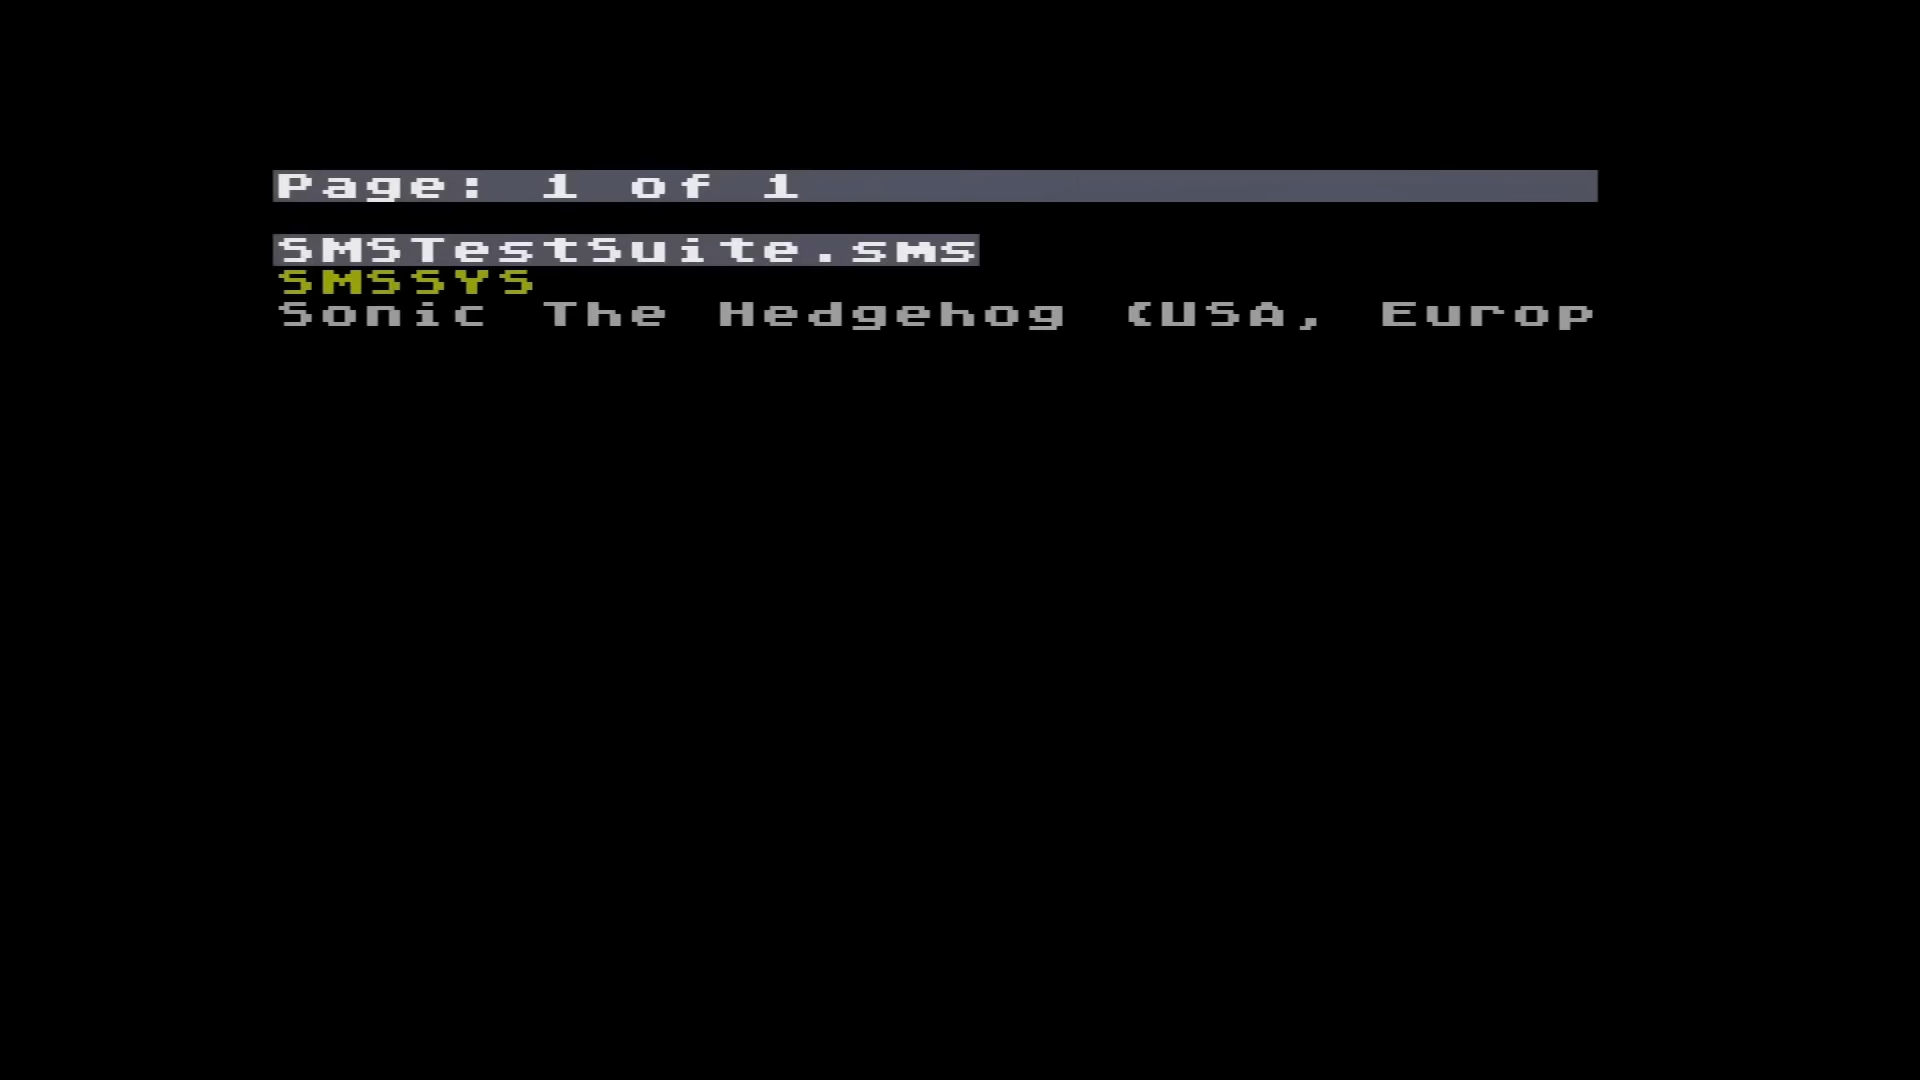 Page: 1 of 1
SMSTestSuite.sms
SMSSYS
Sonic The Hedgehog (USA, Europ